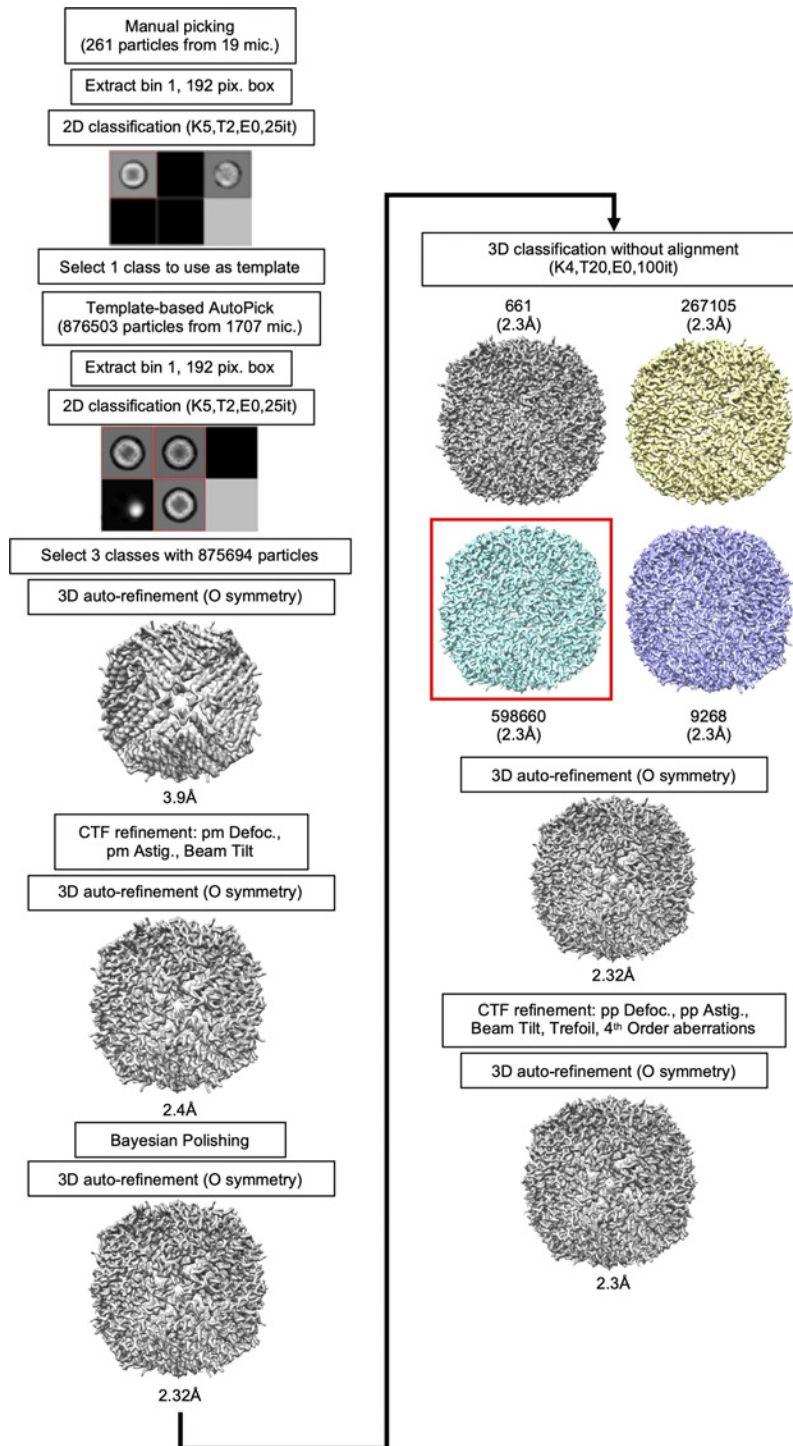 Manual picking
(261 particles from 19 mic.)
Extract bin 1, 192 pix. box
2D classification (K5,T2,E0,25it)
Select 1 class to use as template
Template-based AutoPick
(876503 particles from 1707 mic.)
Extract bin 1, 192 pix. box
2D classification (K5,T2,E0,25it)
Select 3 classes with 875694 particles
3D auto-refinement (O symmetry)
3.9Å
CTF refinement: pm Defoc.,
pm Astig., Beam Tilt
3D auto-refinement (O symmetry)
2.4Å
Bayesian Polishing
3D auto-refinement (O symmetry)
2.32Å
3D classification without alignment
(K4,T20,E0,100it)
661
(2.3Å)
267105
(2.3Å)
598660
(2.3Å)
9268
(2.3Å)
3D auto-refinement (O symmetry)
2.32Å
CTF refinement: pp Defoc., pp Astig.,
Beam Tilt, Trefoil, 4th Order aberrations
3D auto-refinement (O symmetry)
2.3Å